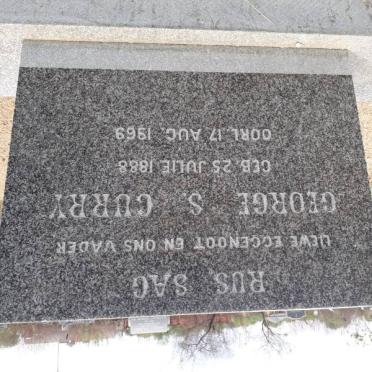 RUS SAG
LIEWE EGGENOOT EN ONS VADER
GEORGE S. CURRY
GEB. 25 JULIE 1888
OORL. 17 AUG. 1969